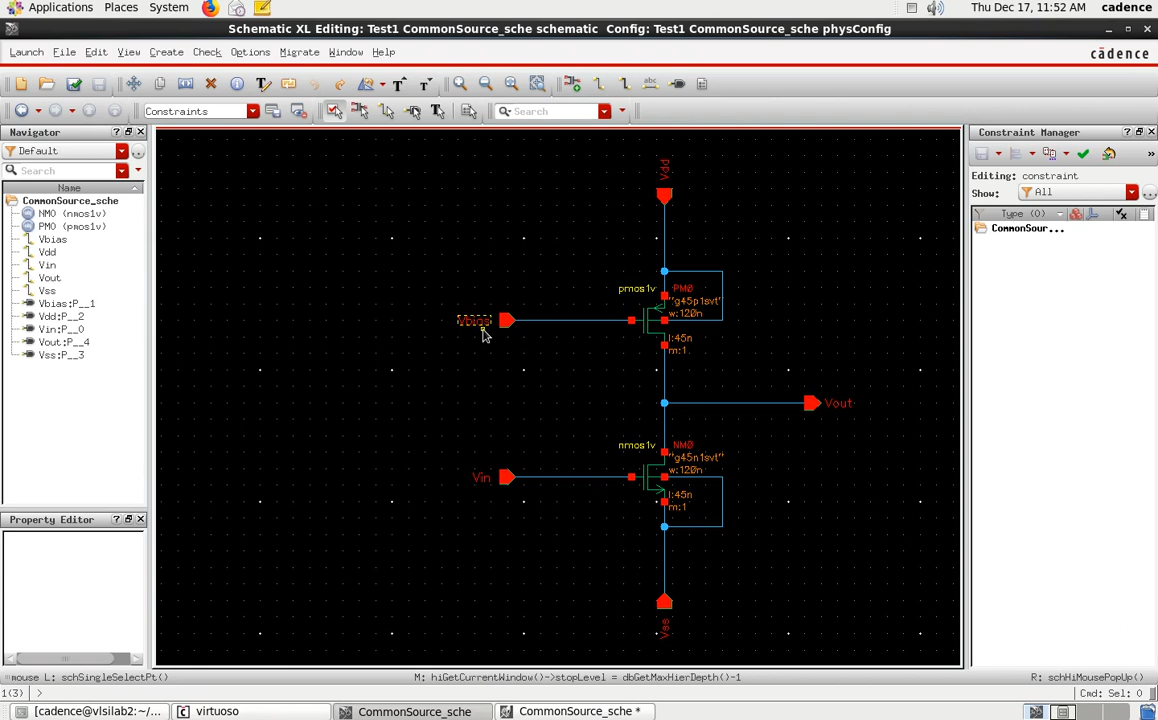 Applications Places System Thu Dec 17, 11:52 AM cadence
Schematic XL Editing: Test1 CommonSource_sche schematic Config: Test1 CommonSource_sche physConfig
Launch File Edit View Create Check Options Migrate Window Help cādence
Constraints
Search
Navigator
Default
Search
Name
CommonSource_sche
NM0 (nmos1v)
PM0 (pmos1v)
Vbias
Vdd
Vin
Vout
Vss
Vbias:P__1
Vdd:P__2
Vin:P__0
Vout:P__4
Vss:P__3
Property Editor
Vdd
pmos1v PM0
"g45p1svt"
w:120n
Vbias
l:45n
m:1
Vout
nmos1v NM0
"g45n1svt"
w:120n
Vin
l:45n
m:1
Vss
Constraint Manager
Editing: constraint
Show: All
Type (0)
CommonSour...
mouse L: schSingleSelectPt() M: hiGetCurrentWindow()->stopLevel = dbGetMaxHierDepth()-1 R: schHiMousePopUp()
1(3) > Cmd: Sel: 0
[cadence@vlsilab2:~/... virtuoso CommonSource_sche CommonSource_sche *